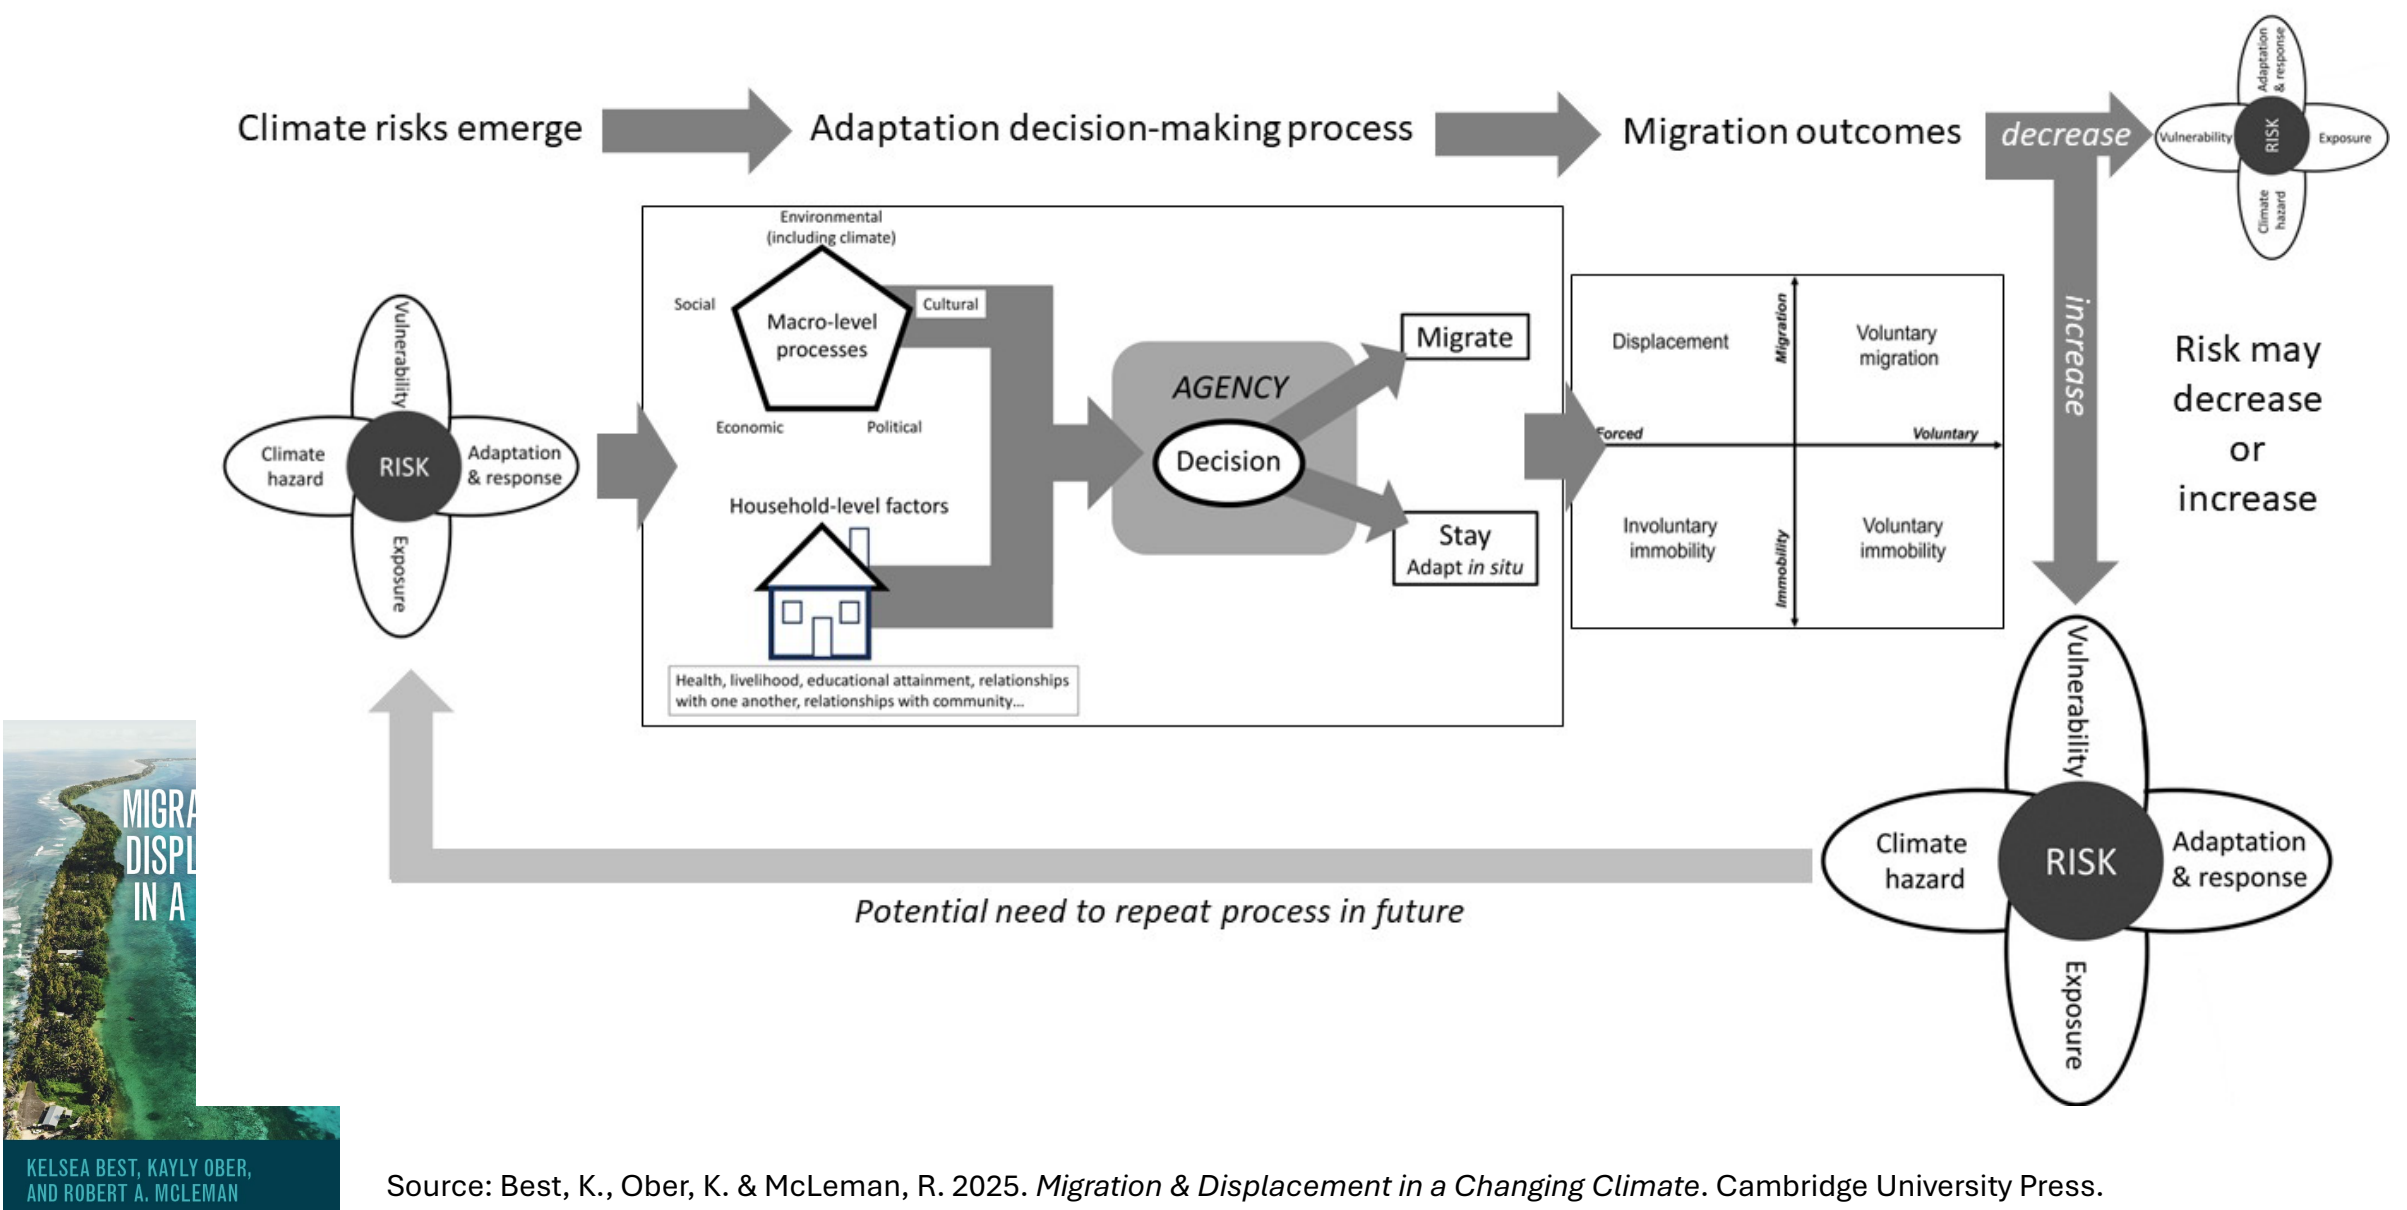 Climate risks emerge
Adaptation decision-making process
Migration outcomes
decrease
Adaptation
& response
Vulnerability
RISK
Exposure
Climate
hazard
increase
Risk may
decrease
or
increase
Vulnerability
Climate
hazard
RISK
Adaptation
& response
Exposure
Environmental
(including climate)
Social
Cultural
Macro-level
processes
Economic
Political
Household-level factors
Health, livelihood, educational attainment, relationships
with one another, relationships with community...
AGENCY
Decision
Migrate
Stay
Adapt in situ
Displacement
Migration
Voluntary
migration
Forced
Voluntary
Involuntary
immobility
Immobility
Voluntary
immobility
Vulnerability
Climate
hazard
RISK
Adaptation
& response
Exposure
Potential need to repeat process in future
MIGRA
DISPL
IN A
KELSEA BEST, KAYLY OBER,
AND ROBERT A. MCLEMAN
Source: Best, K., Ober, K. & McLeman, R. 2025. Migration & Displacement in a Changing Climate. Cambridge University Press.